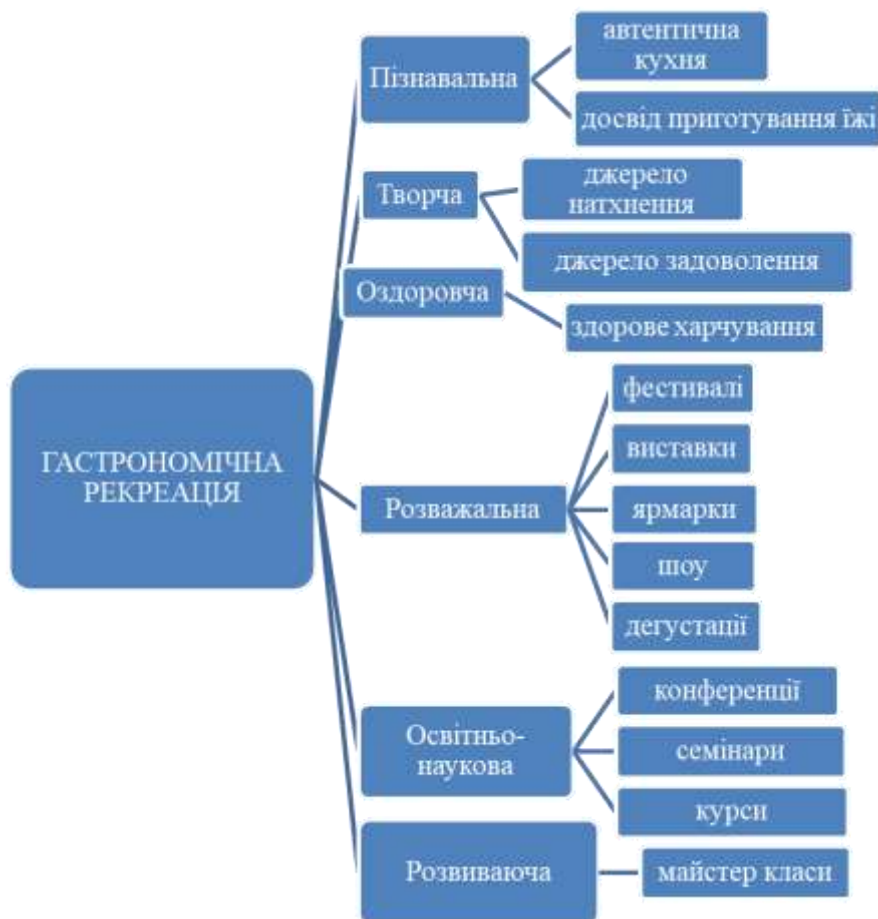 ГАСТРОНОМІЧНА
РЕКРЕАЦІЯ
Пізнавальна
автентична
кухня
досвід приготування їжі
Творча
джерело
натхнення
джерело задоволення
Оздоровча
здорове харчування
Розважальна
фестивалі
виставки
ярмарки
шоу
дегустації
Освітньо-
наукова
конференції
семінари
курси
Розвиваюча
майстер класи